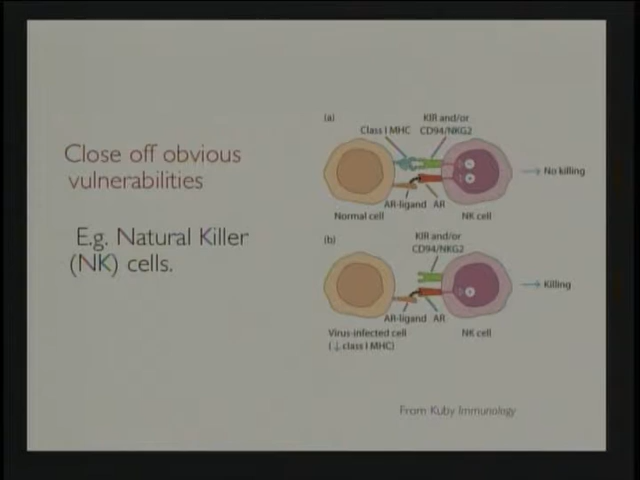 Close off obvious
vulnerabilities
E.g. Natural Killer
(NK) cells.
(a)
Class I MHC
KIR and/or
CD94/NKG2
No killing
AR-ligand
AR
Normal cell
NK cell
(b)
KIR and/or
CD94/NKG2
Killing
AR-ligand
AR
Virus-infected cell
(↓ class I MHC)
NK cell
From Kuby Immunology